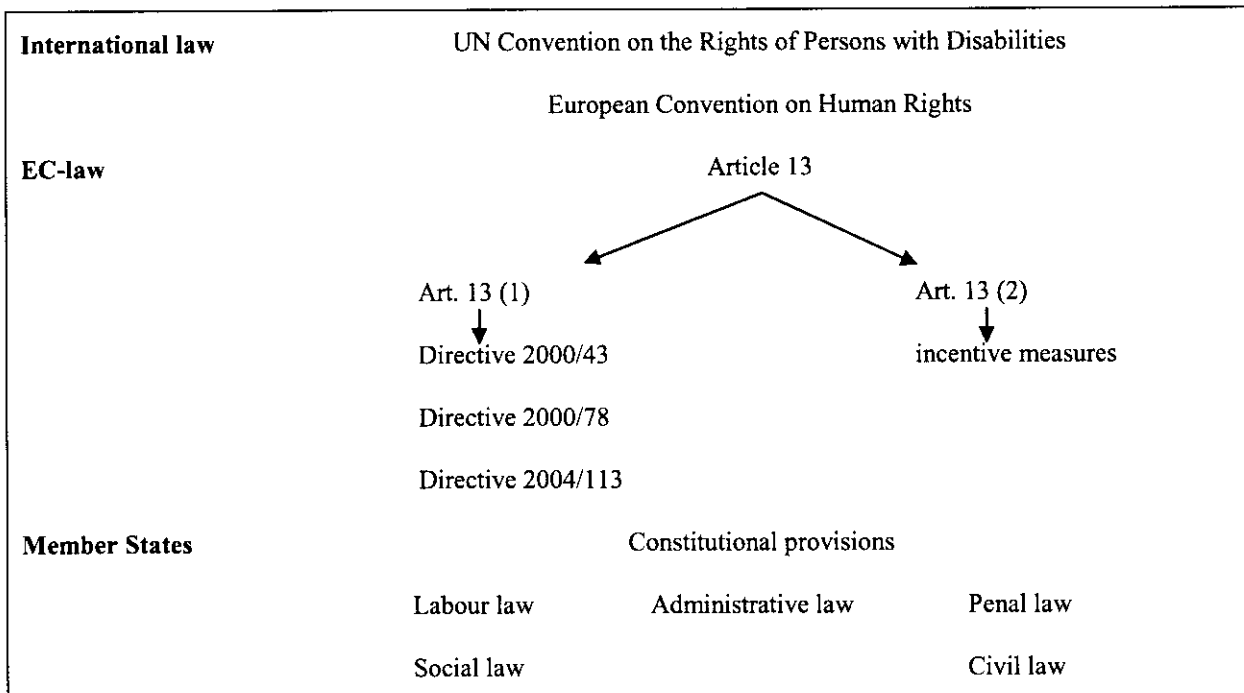 International law UN Convention on the Rights of Persons with Disabilities
European Convention on Human Rights
EC-law Article 13
Art. 13 (1) Art. 13 (2)
Directive 2000/43 incentive measures
Directive 2000/78
Directive 2004/113
Member States Constitutional provisions
Labour law Administrative law Penal law
Social law Civil law